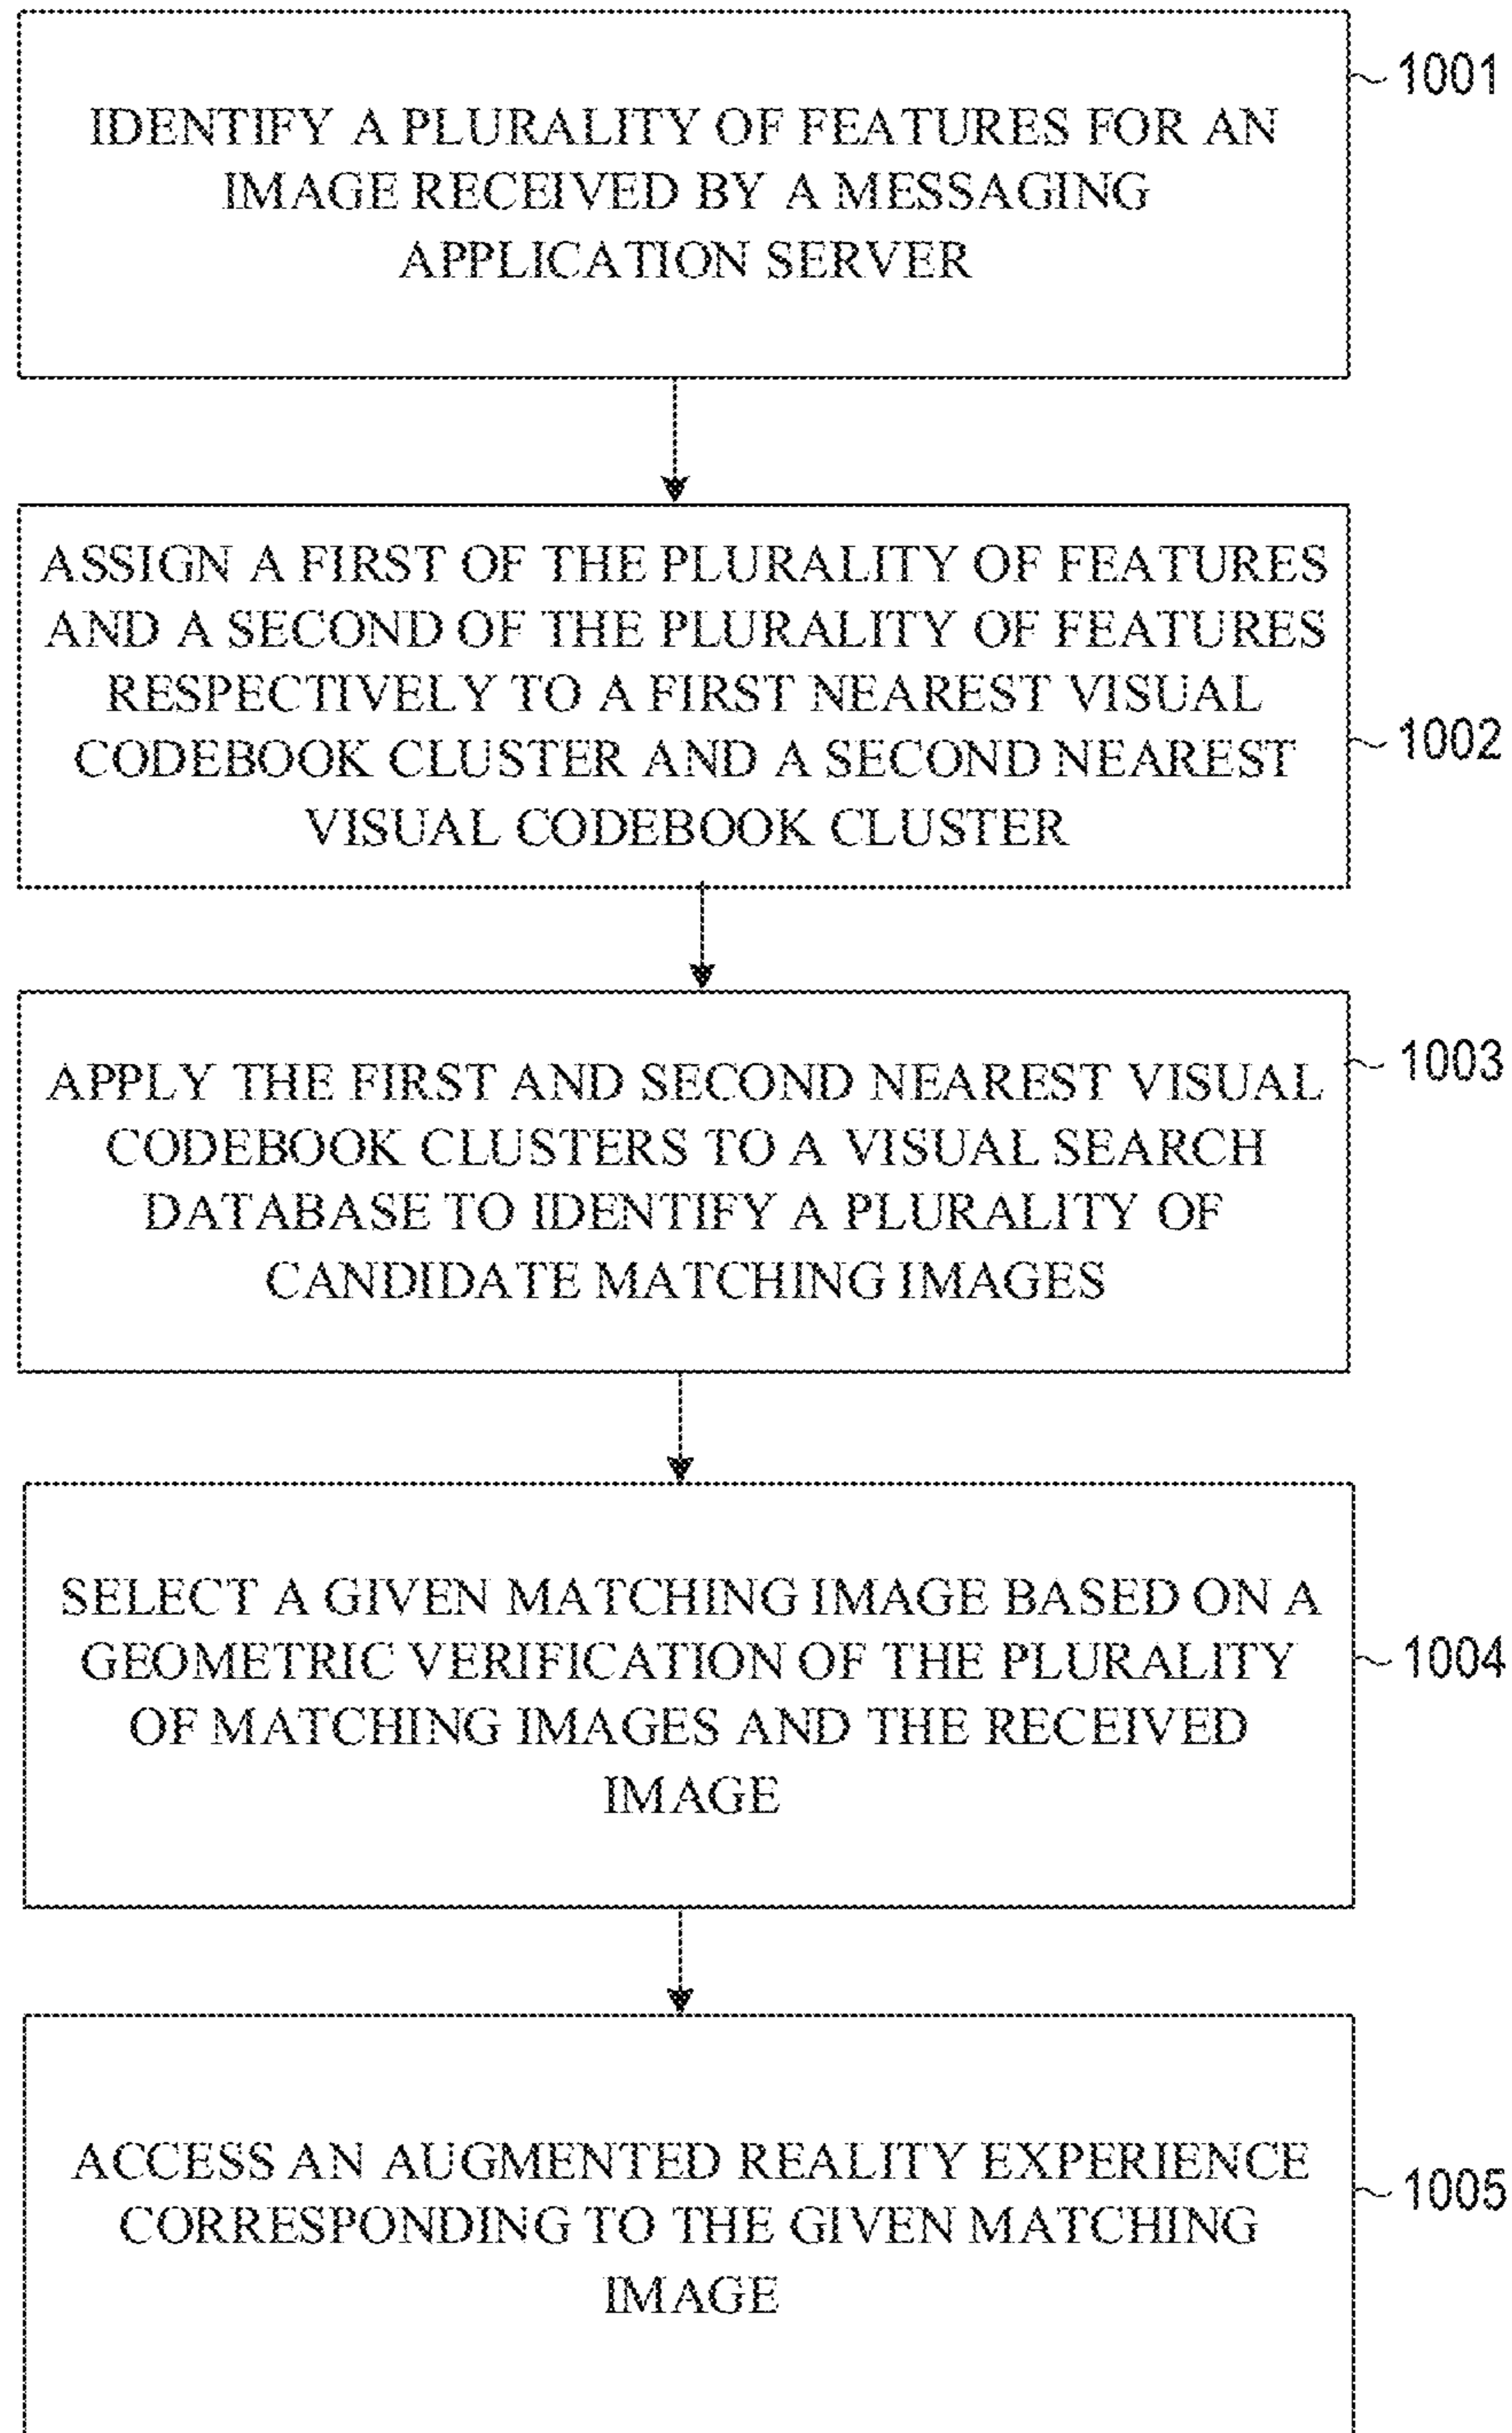 IDENTIFY A PLURALITY OF FEATURES FOR AN
IMAGE RECEIVED BY A MESSAGING
APPLICATION SERVER
1001
ASSIGN A FIRST OF THE PLURALITY OF FEATURES
AND A SECOND OF THE PLURALITY OF FEATURES
RESPECTIVELY TO A FIRST NEAREST VISUAL
CODEBOOK CLUSTER AND A SECOND NEAREST
VISUAL CODEBOOK CLUSTER
1002
APPLY THE FIRST AND SECOND NEAREST VISUAL
CODEBOOK CLUSTERS TO A VISUAL SEARCH
DATABASE TO IDENTIFY A PLURALITY OF
CANDIDATE MATCHING IMAGES
1003
SELECT A GIVEN MATCHING IMAGE BASED ON A
GEOMETRIC VERIFICATION OF THE PLURALITY
OF MATCHING IMAGES AND THE RECEIVED
IMAGE
1004
ACCESS AN AUGMENTED REALITY EXPERIENCE
CORRESPONDING TO THE GIVEN MATCHING
IMAGE
1005